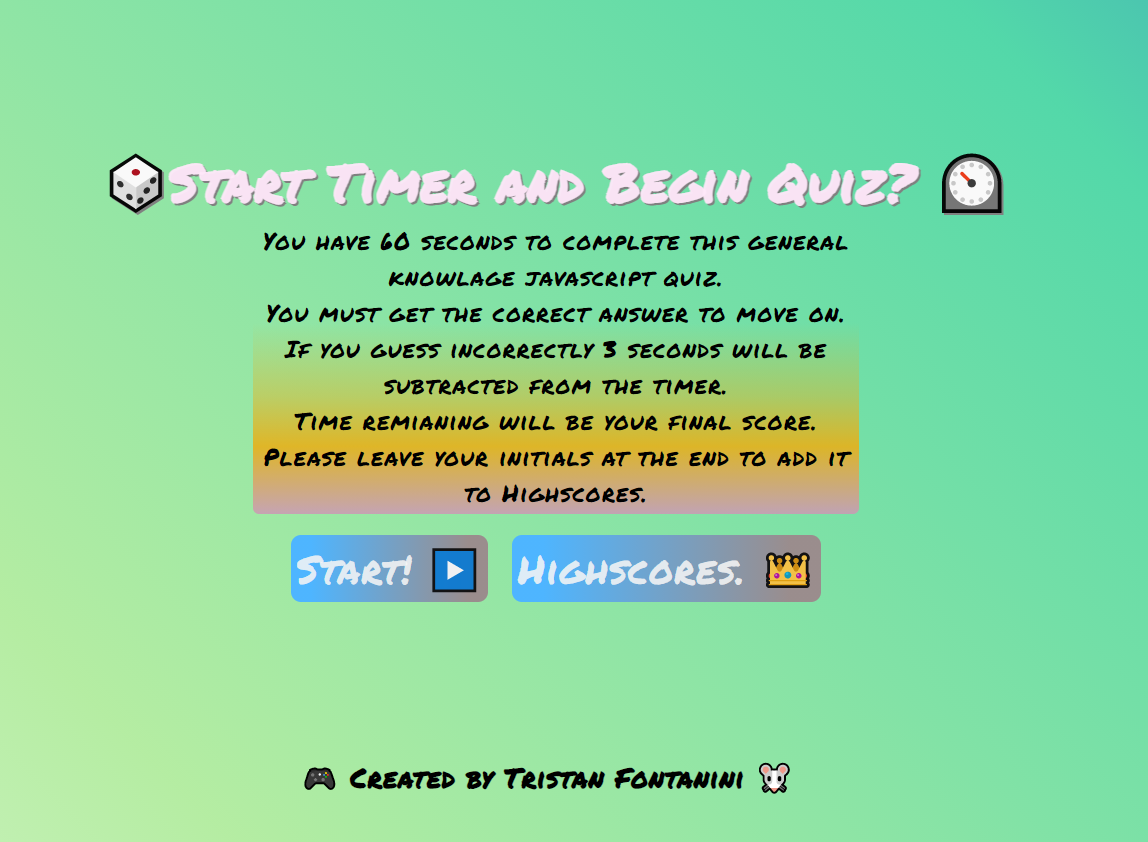 Start Timer and Begin Quiz?
You have 60 seconds to complete this general
knowlage javascript quiz.
You must get the correct answer to move on.
If you guess incorrectly 3 seconds will be
subtracted from the timer.
Time remianing will be your final score.
Please leave your initials at the end to add it
to Highscores.
Start!
Highscores.
Created by Tristan Fontanini